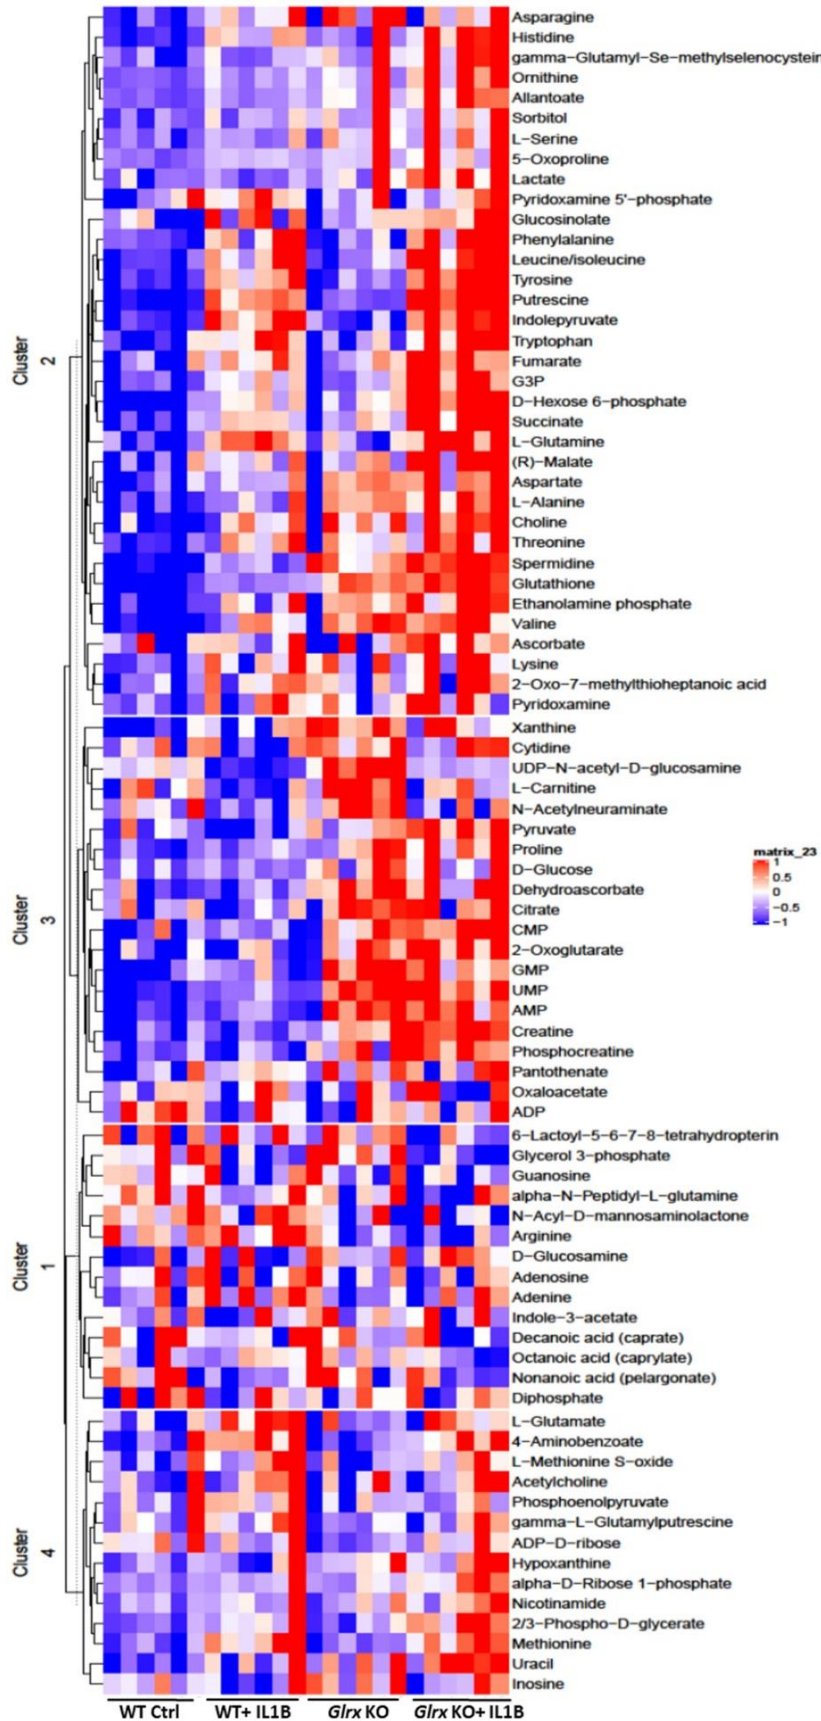 Asparagine
Histidine
gamma−Glutamyl−Se−methylselenocystein
Ornithine
Allantoate
Sorbitol
L−Serine
5−Oxoproline
Lactate
Pyridoxamine 5'−phosphate
Glucosinolate
Phenylalanine
Leucine/isoleucine
Tyrosine
Putrescine
Indolepyruvate
Tryptophan
Fumarate
G3P
D−Hexose 6−phosphate
Succinate
L−Glutamine
(R)−Malate
Aspartate
L−Alanine
Choline
Threonine
Spermidine
Glutathione
Ethanolamine phosphate
Valine
Ascorbate
Lysine
2−Oxo−7−methylthioheptanoic acid
Pyridoxamine
Cluster
2
Xanthine
Cytidine
UDP−N−acetyl−D−glucosamine
L−Carnitine
N−Acetylneuraminate
Pyruvate
Proline
D−Glucose
Dehydroascorbate
Citrate
CMP
2−Oxoglutarate
GMP
UMP
AMP
Creatine
Phosphocreatine
Pantothenate
Oxaloacetate
ADP
Cluster
3
matrix_23
1
0.5
0
−0.5
−1
6−Lactoyl−5−6−7−8−tetrahydropterin
Glycerol 3−phosphate
Guanosine
alpha−N−Peptidyl−L−glutamine
N−Acyl−D−mannosaminolactone
Arginine
D−Glucosamine
Adenosine
Adenine
Indole−3−acetate
Decanoic acid (caprate)
Octanoic acid (caprylate)
Nonanoic acid (pelargonate)
Diphosphate
Cluster
1
L−Glutamate
4−Aminobenzoate
L−Methionine S−oxide
Acetylcholine
Phosphoenolpyruvate
gamma−L−Glutamylputrescine
ADP−D−ribose
Hypoxanthine
alpha−D−Ribose 1−phosphate
Nicotinamide
2/3−Phospho−D−glycerate
Methionine
Uracil
Inosine
Cluster
4
WT Ctrl WT+ IL1B Glrx KO Glrx KO+ IL1B